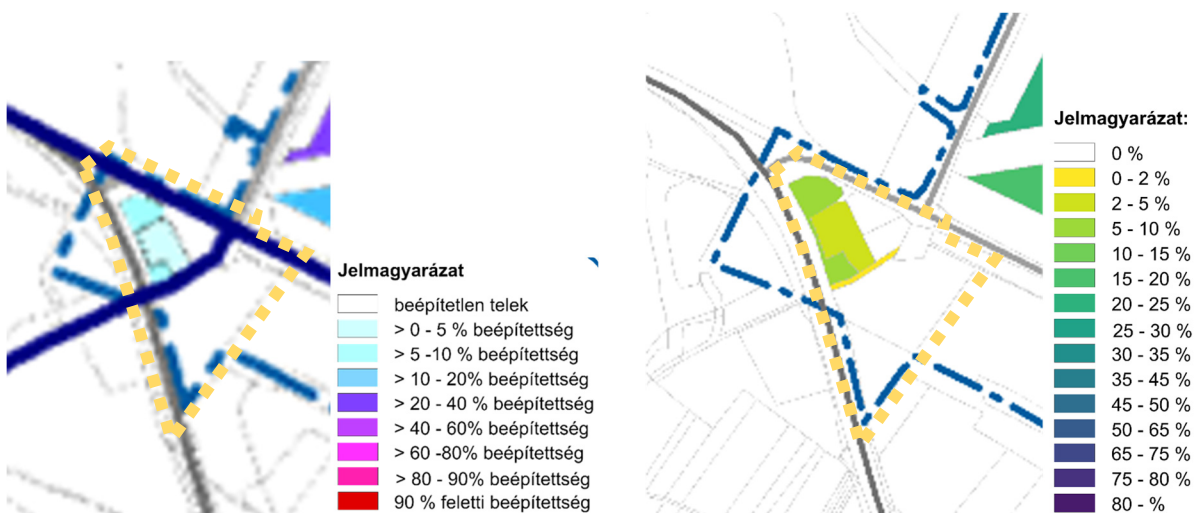 Jelmagyarázat
beépítetlen telek
> 0 - 5 % beépítettség
> 5 -10 % beépítettség
> 10 - 20% beépítettség
> 20 - 40 % beépítettség
> 40 - 60% beépítettség
> 60 -80% beépítettség
> 80 - 90% beépítettség
90 % feletti beépítettség
Jelmagyarázat:
0 %
0 - 2 %
2 - 5 %
5 - 10 %
10 - 15 %
15 - 20 %
20 - 25 %
25 - 30 %
30 - 35 %
35 - 45 %
45 - 50 %
50 - 65 %
65 - 75 %
75 - 80 %
80 - %